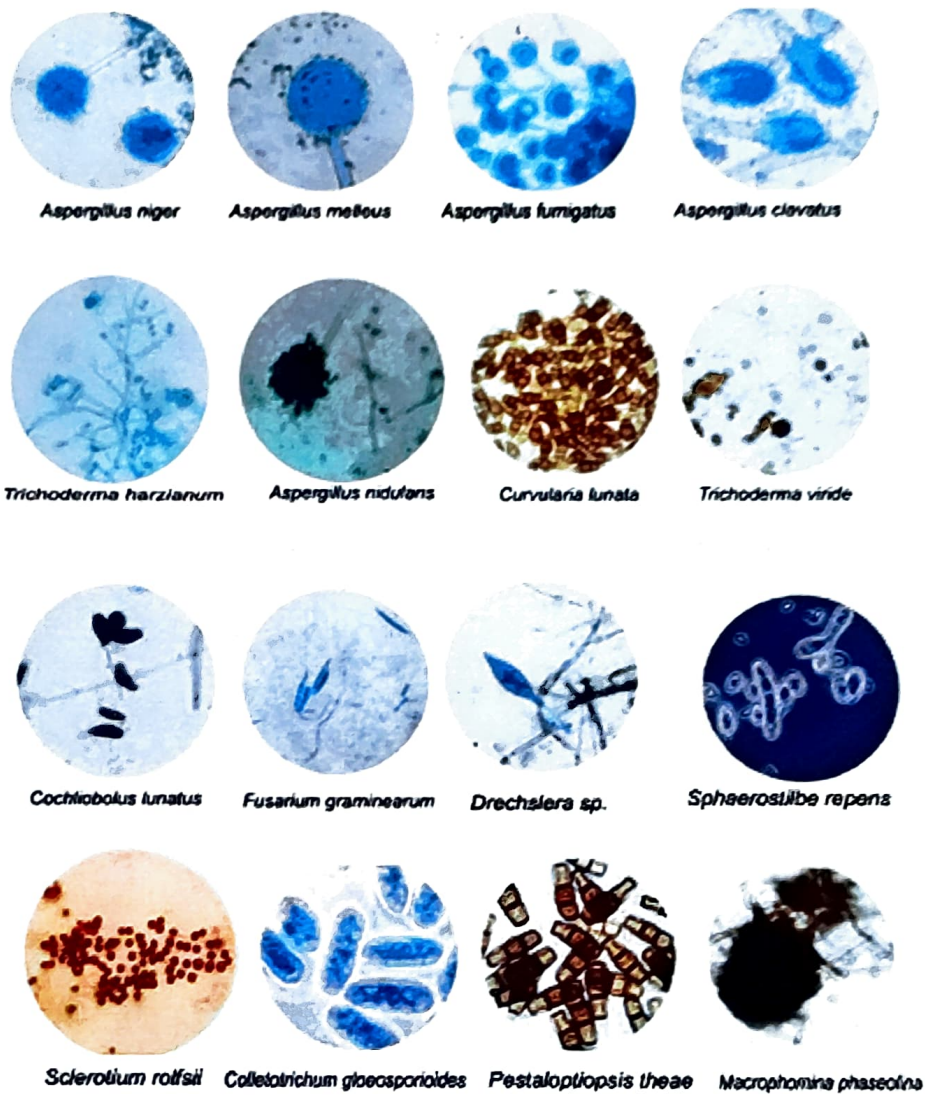 Aspergillus niger
Aspergillus melleus
Aspergillus fumigatus
Aspergillus clavatus
Trichoderma harzianum
Aspergillus nidulans
Curvularia lunata
Trichoderma viride
Cochliobolus lunatus
Fusarium graminearum
Drechslera sp.
Sphaerostilbe repens
Sclerotium rolfsii
Colletotrichum gloeosporioides
Pestaloptiopsis theae
Macrophomina phaseolina